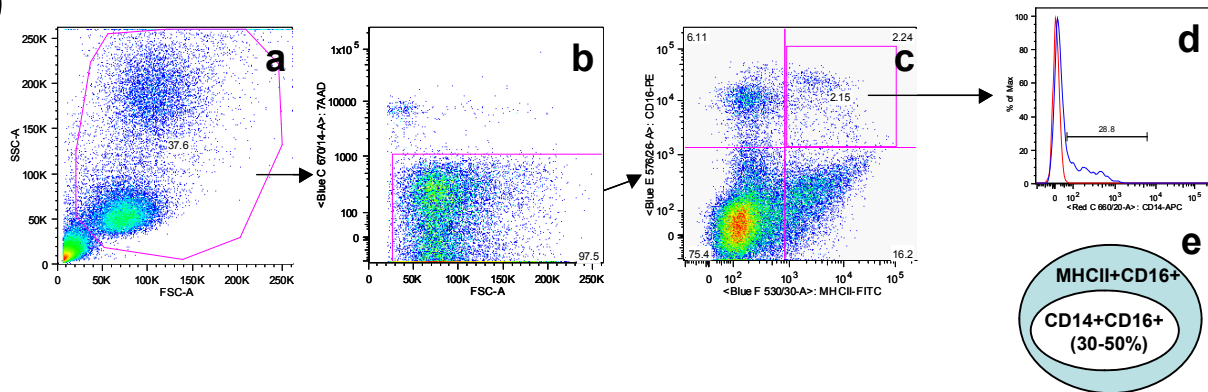 )
a
250K
200K
150K
100K
50K
0
SSC-A
37.6
0 50K 100K 150K 200K 250K
FSC-A
b
1x10⁵
10000
1000
100
0
<Blue C 670/14-A>: 7AAD
97.5
0 50K 100K 150K 200K 250K
FSC-A
c
6.11 2.24
10⁵
10⁴
10³
10²
0
<Blue E 576/26-A>: CD16-PE
2.15
75.4 16.2
0 10² 10³ 10⁴ 10⁵
<Blue F 530/30-A>: MHCII-FITC
d
100
80
60
40
20
0
% of Max
28.8
0 10² 10³ 10⁴ 10⁵
<Red C 660/20-A>: CD14-APC
e
MHCII+CD16+
CD14+CD16+
(30-50%)